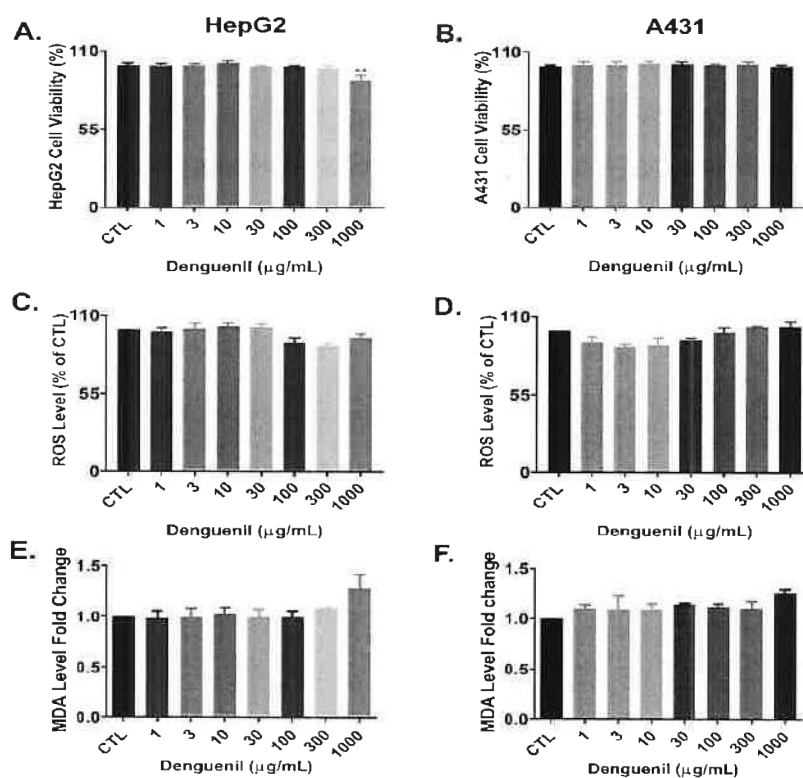 HepG2
A431
A.
HepG2 Cell Viability (%)
110
55
0
CTL
1
3
10
30
100
300
1000
**
Denguenil (µg/mL)
B.
A431 Cell Viability (%)
110
55
0
CTL
1
3
10
30
100
300
1000
Denguenil (µg/mL)
C.
ROS Level (% of CTL)
110
55
0
CTL
1
3
10
30
100
300
1000
Denguenil (µg/mL)
D.
ROS Level (% of CTL)
110
55
0
CTL
1
3
10
30
100
300
1000
Denguenil (µg/mL)
E.
MDA Level Fold Change
1.5
1.0
0.5
0.0
CTL
1
3
10
30
100
300
1000
Denguenil (µg/mL)
F.
MDA Level Fold change
1.5
1.0
0.5
0.0
CTL
1
3
10
30
100
300
1000
Denguenil (µg/mL)